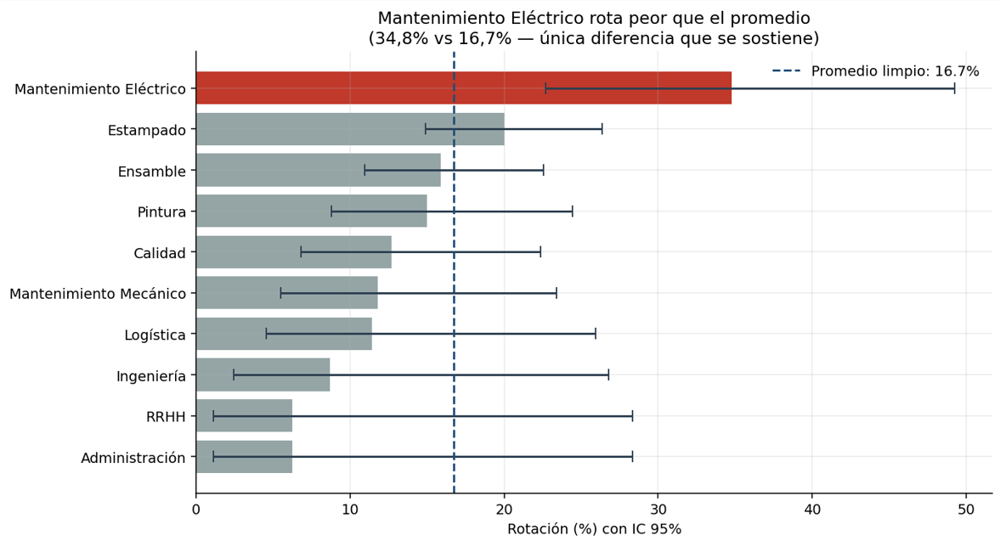 Mantenimiento Eléctrico rota peor que el promedio
(34,8% vs 16,7% — única diferencia que se sostiene)
Promedio limpio: 16.7%
Mantenimiento Eléctrico
Estampado
Ensamble
Pintura
Calidad
Mantenimiento Mecánico
Logística
Ingeniería
RRHH
Administración
0 10 20 30 40 50
Rotación (%) con IC 95%